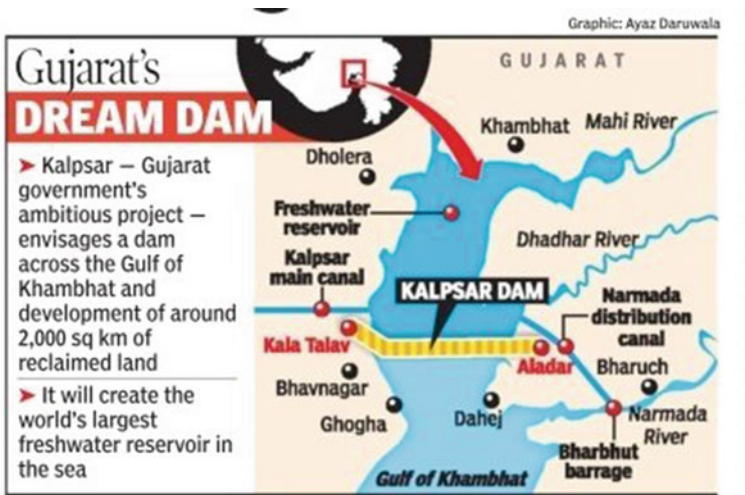 Graphic: Ayaz Daruwala
Gujarat's
DREAM DAM
➤ Kalpsar — Gujarat
government's
ambitious project —
envisages a dam
across the Gulf of
Khambhat and
development of around
2,000 sq km of
reclaimed land
➤ It will create the
world's largest
freshwater reservoir in
the sea
GUJARAT
Khambhat
Mahi River
Dholera
Freshwater
reservoir
Dhadhar River
Kalpsar
main canal
KALPSAR DAM
Narmada
distribution
canal
Kala Talav
Aladar
Bharuch
Bhavnagar
Ghogha
Dahej
Narmada
River
Bharbhut
barrage
Gulf of Khambhat